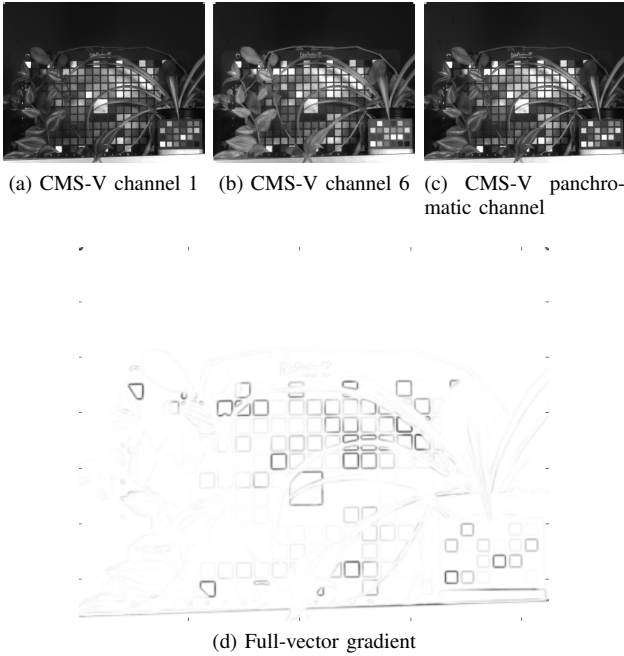 (a) CMS-V channel 1
(b) CMS-V channel 6
(c) CMS-V panchro-
matic channel
(d) Full-vector gradient